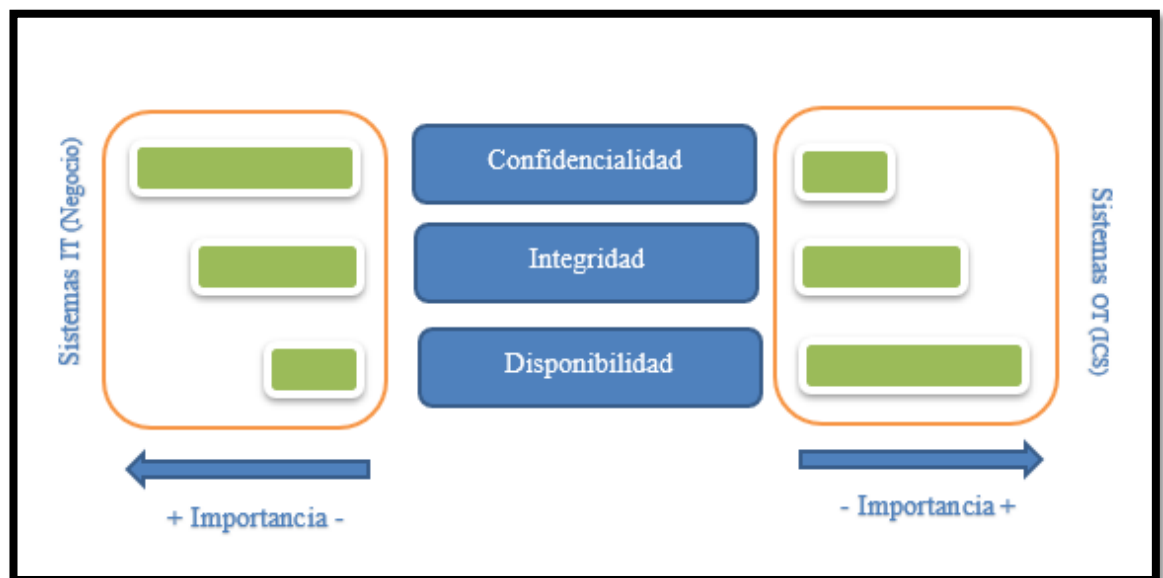 Sistemas IT (Negocio)
Confidencialidad
Integridad
Disponibilidad
Sistemas OT (ICS)
+ Importancia -
- Importancia +